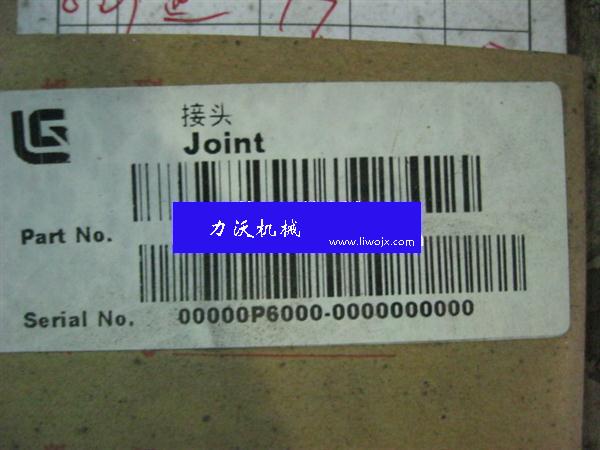 接头
Joint
Part No.
力沃机械
www.liwojx.com
Serial No. 00000P6000-0000000000